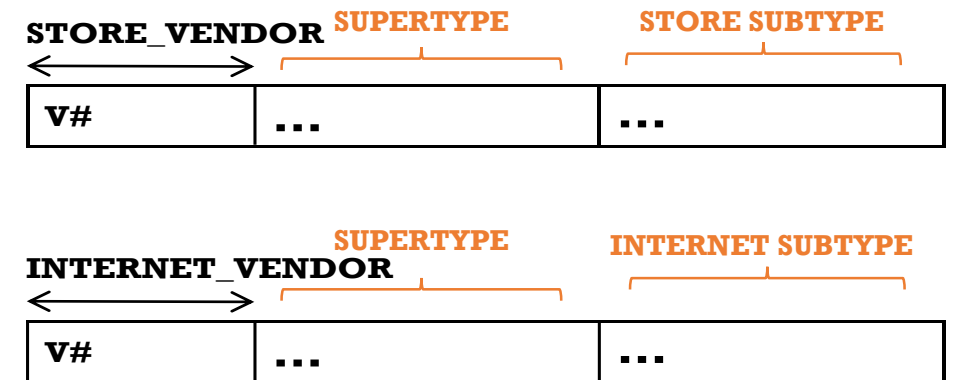 STORE_VENDOR SUPERTYPE STORE SUBTYPE
V# ... ...
SUPERTYPE INTERNET SUBTYPE
INTERNET_VENDOR
V# ... ...